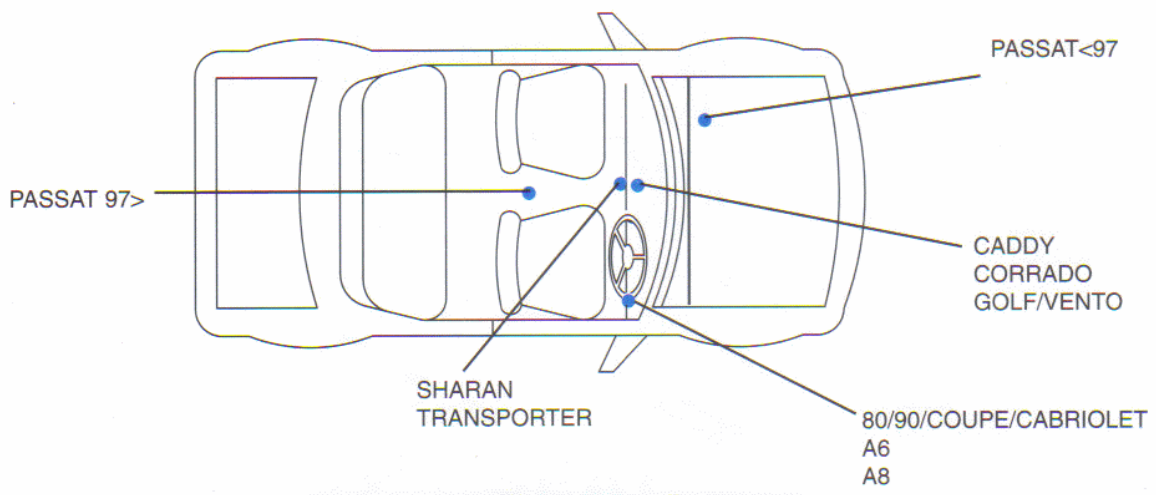 PASSAT<97
PASSAT 97>
CADDY
CORRADO
GOLF/VENTO
SHARAN
TRANSPORTER
80/90/COUPE/CABRIOLET
A6
A8